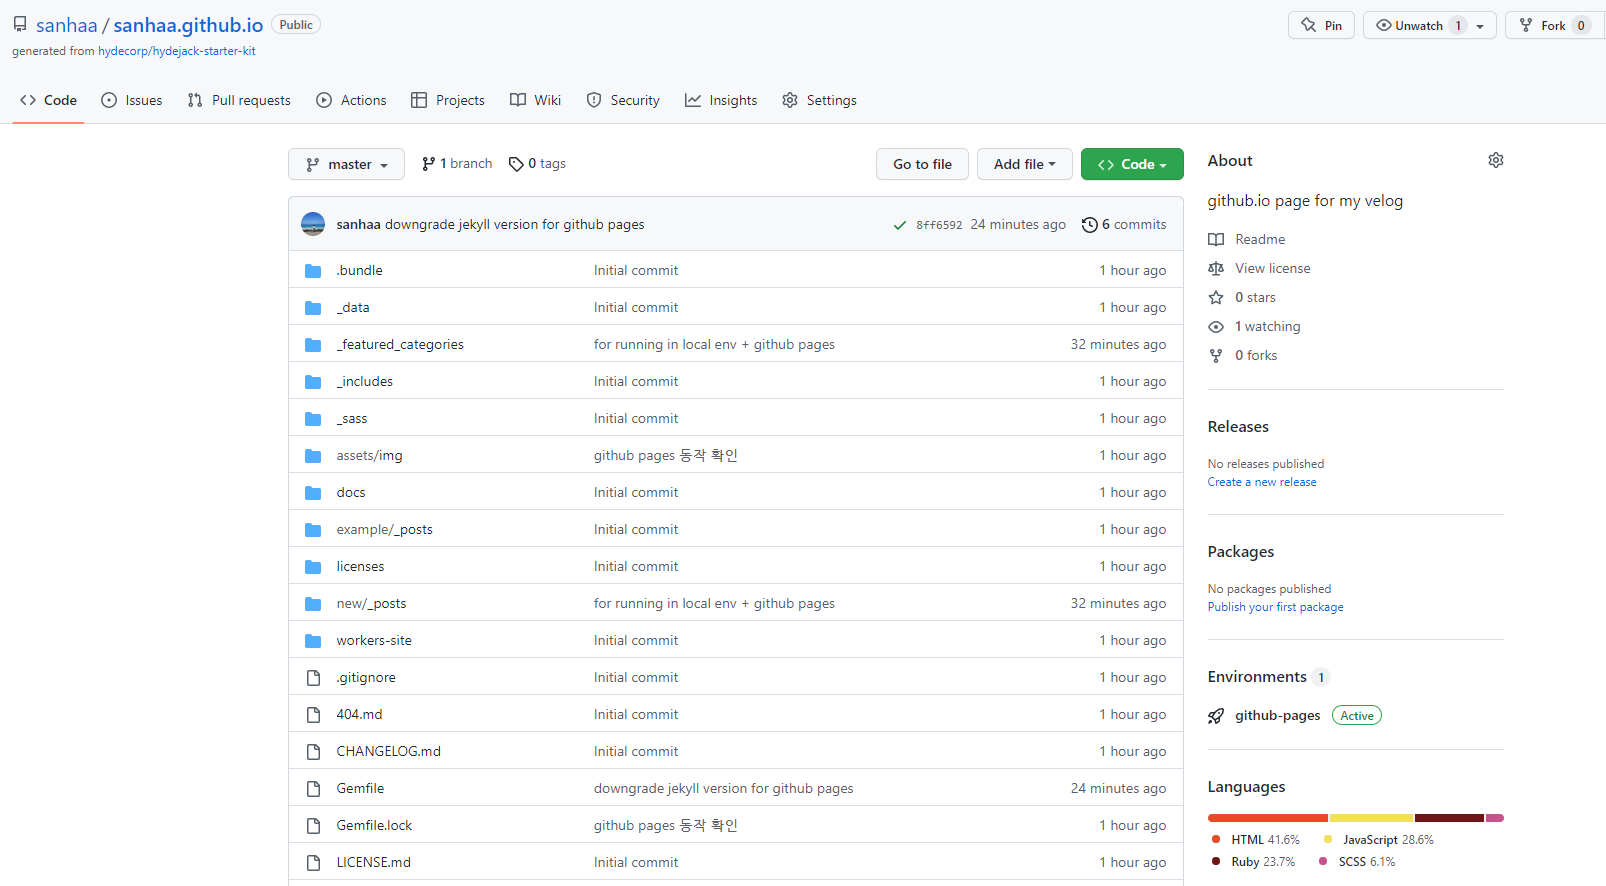 sanhaa / sanhaa.github.io Public
Pin Unwatch 1 Fork 0
generated from hydecorp/hydejack-starter-kit
Code Issues Pull requests Actions Projects Wiki Security Insights Settings
master 1 branch 0 tags Go to file Add file Code
sanhaa downgrade jekyll version for github pages 8ff6592 24 minutes ago 6 commits
.bundle Initial commit 1 hour ago
_data Initial commit 1 hour ago
_featured_categories for running in local env + github pages 32 minutes ago
_includes Initial commit 1 hour ago
_sass Initial commit 1 hour ago
assets/img github pages 동작 확인 1 hour ago
docs Initial commit 1 hour ago
example/_posts Initial commit 1 hour ago
licenses Initial commit 1 hour ago
new/_posts for running in local env + github pages 32 minutes ago
workers-site Initial commit 1 hour ago
.gitignore Initial commit 1 hour ago
404.md Initial commit 1 hour ago
CHANGELOG.md Initial commit 1 hour ago
Gemfile downgrade jekyll version for github pages 24 minutes ago
Gemfile.lock github pages 동작 확인 1 hour ago
LICENSE.md Initial commit 1 hour ago
About
github.io page for my velog
Readme
View license
0 stars
1 watching
0 forks
Releases
No releases published
Create a new release
Packages
No packages published
Publish your first package
Environments 1
github-pages Active
Languages
HTML 41.6% JavaScript 28.6%
Ruby 23.7% SCSS 6.1%